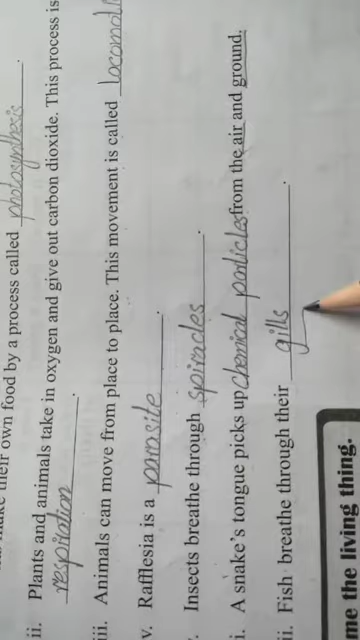 their own food by a process called photosynthesis.
ii. Plants and animals take in oxygen and give out carbon dioxide. This process is
respiration.
iii. Animals can move from place to place. This movement is called
v. Rafflesia is a parasite.
Insects breathe through spiracles.
i. A snake's tongue picks up chemical particles from the air and ground.
ii. Fish breathe through their gills.
me the living thing.